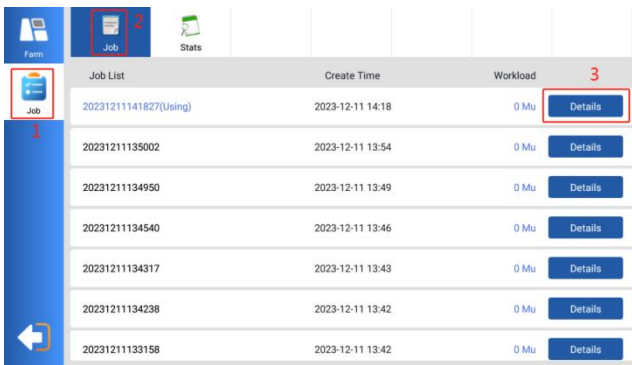 Farm
Job
1
Job 2
Stats
Job List Create Time Workload 3
20231211141827(Using) 2023-12-11 14:18 0 Mu Details
20231211135002 2023-12-11 13:54 0 Mu Details
20231211134950 2023-12-11 13:49 0 Mu Details
20231211134540 2023-12-11 13:46 0 Mu Details
20231211134317 2023-12-11 13:43 0 Mu Details
20231211134238 2023-12-11 13:42 0 Mu Details
20231211133158 2023-12-11 13:42 0 Mu Details